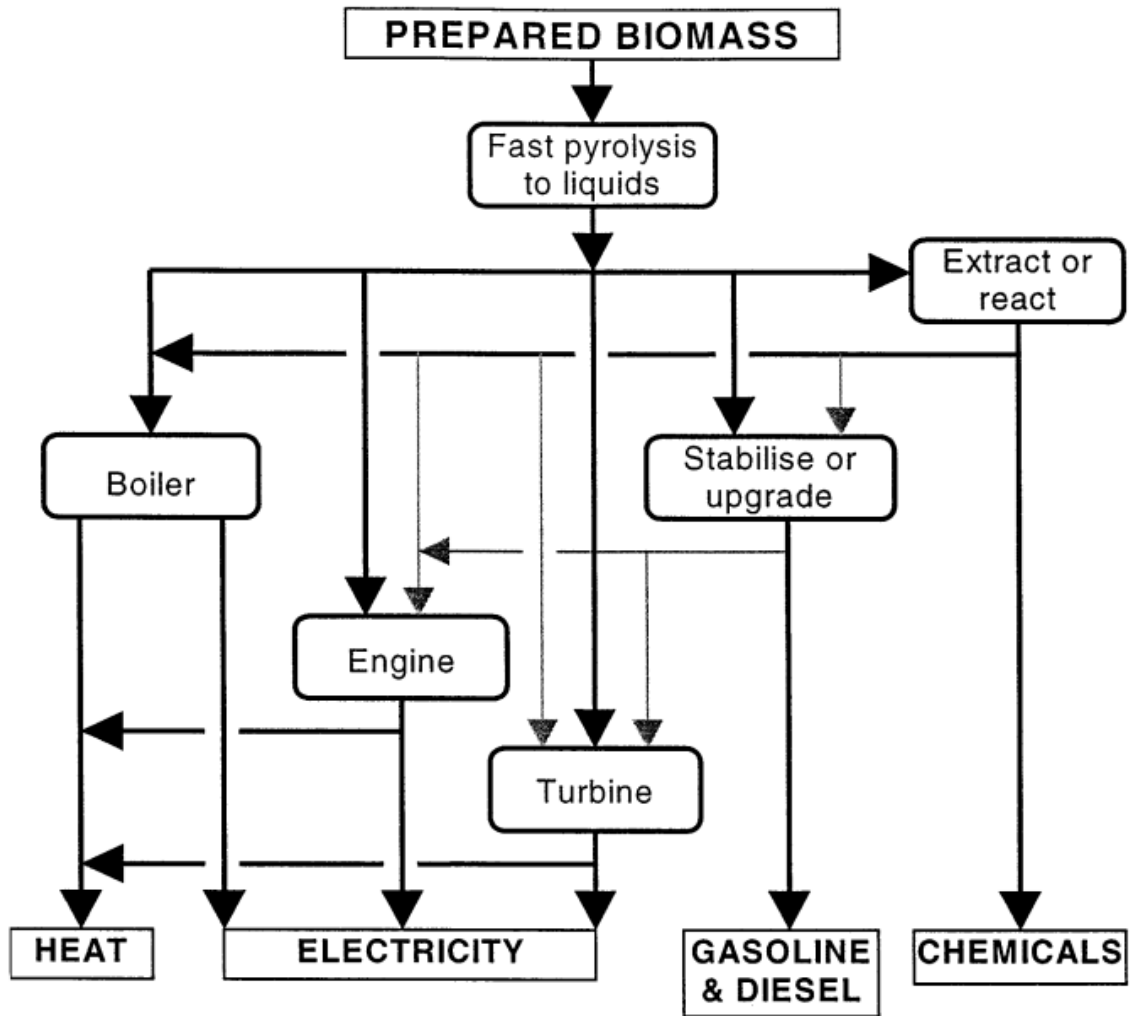 PREPARED BIOMASS
Fast pyrolysis
to liquids
Extract or
react
Boiler
Stabilise or
upgrade
Engine
Turbine
HEAT
ELECTRICITY
GASOLINE
& DIESEL
CHEMICALS